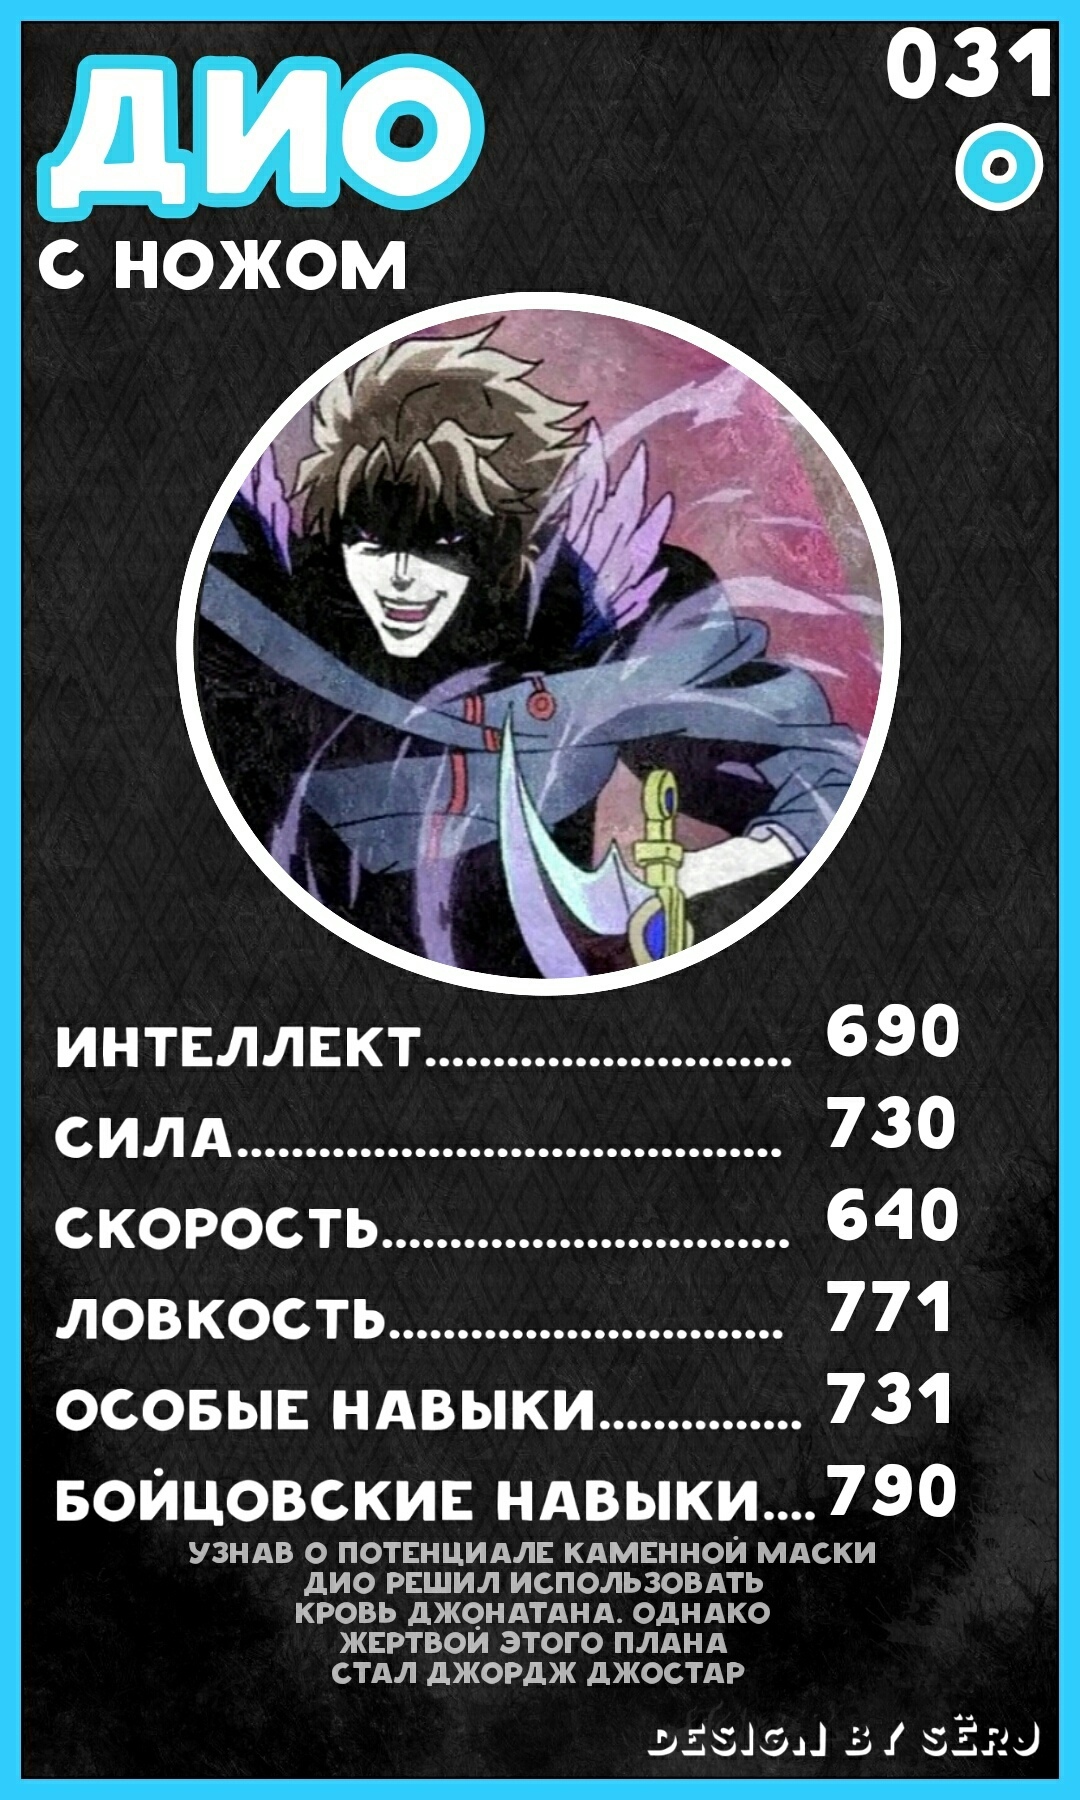 ДИО
031
О
С НОЖОМ
ИНТЕЛЛЕКТ........................... 690
СИЛА........................................ 730
СКОРОСТЬ.............................. 640
ЛОВКОСТЬ............................. 771
ОСОБЫЕ НАВЫКИ............... 731
БОЙЦОВСКИЕ НАВЫКИ.... 790
УЗНАВ О ПОТЕНЦИАЛЕ КАМЕННОЙ МАСКИ
ДИО РЕШИЛ ИСПОЛЬЗОВАТЬ
КРОВЬ ДЖОНАТАНА. ОДНАКО
ЖЕРТВОЙ ЭТОГО ПЛАНА
СТАЛ ДЖОРДЖ ДЖОСТАР
DESIGN BY SЁRJ